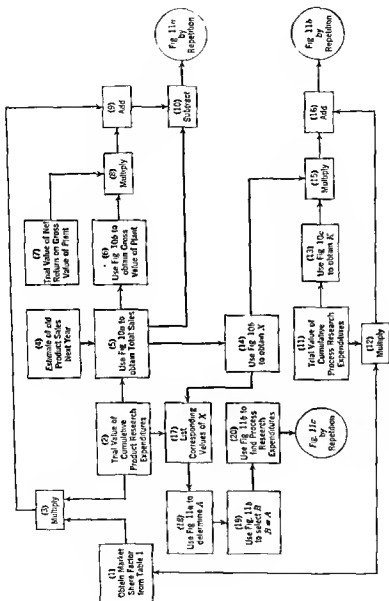 (1)
Obtain Market
Share Factor
from Table 1
(2)
Trial Value of
Cumulative
Product Research
Expenditures
(3)
Multiply
(4)
Estimate of old
Product Sales
Next Year
(5)
Use Fig 10a to
obtain Total Sales
(6)
Use Fig 10b to
obtain Gross
Value of Plant
(7)
Trial Value of Net
Return on Gross
Value of Plant
(8)
Multiply
(9)
Add
(10)
Subtract
Fig 11a
by
Repetition
(11)
Trial Value of
Cumulative
Process Research
Expenditures
(12)
Multiply
(13)
Use Fig 10c
to obtain K
(14)
Use Fig 10b
to obtain X
(15)
Multiply
(16)
Add
Fig 11b
by
Repetition
(17)
List
Corresponding
Values of X
(18)
Use Fig 11a to
determine A
(19)
Use Fig 11b
to select B
B = A
(20)
Use Fig 11b to
find Process
Research
Expenditures
Fig. 11c
by
Repetition